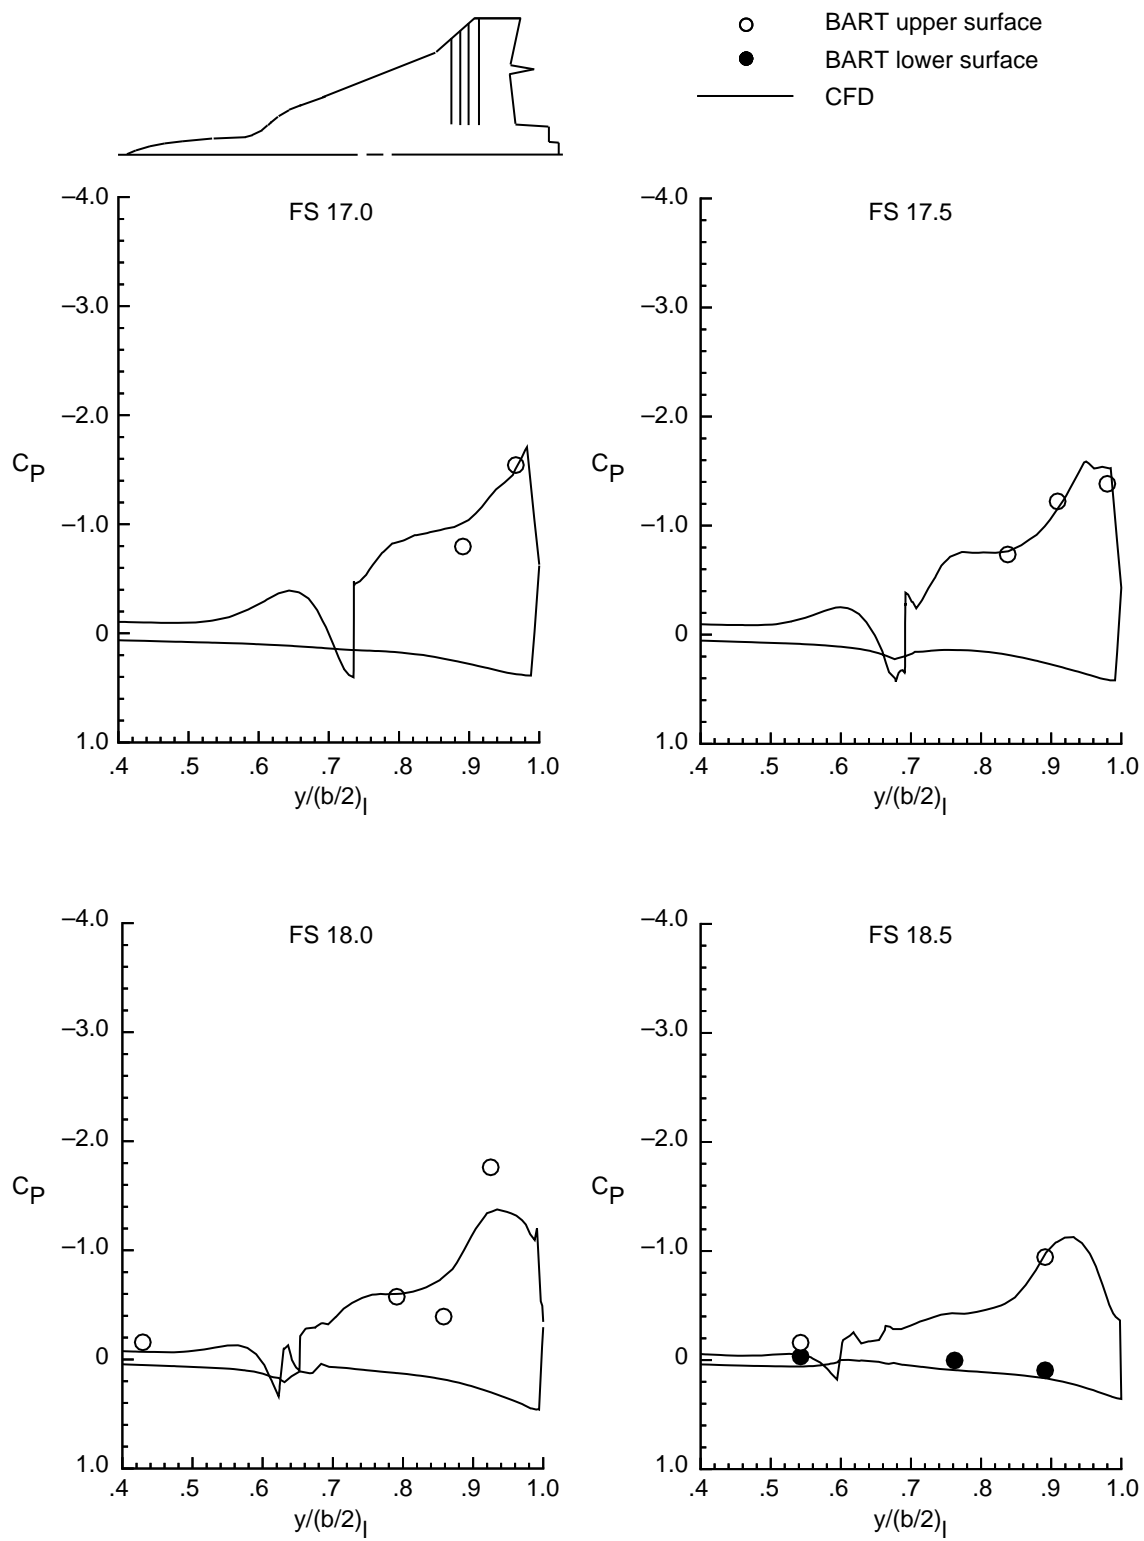 BART upper surface
BART lower surface
CFD
FS 17.0
–4.0
–3.0
–2.0
–1.0
0
1.0
CP
.4 .5 .6 .7 .8 .9 1.0
y/(b/2)l
FS 17.5
–4.0
–3.0
–2.0
–1.0
0
1.0
CP
.4 .5 .6 .7 .8 .9 1.0
y/(b/2)l
FS 18.0
–4.0
–3.0
–2.0
–1.0
0
1.0
CP
.4 .5 .6 .7 .8 .9 1.0
y/(b/2)l
FS 18.5
–4.0
–3.0
–2.0
–1.0
0
1.0
CP
.4 .5 .6 .7 .8 .9 1.0
y/(b/2)l